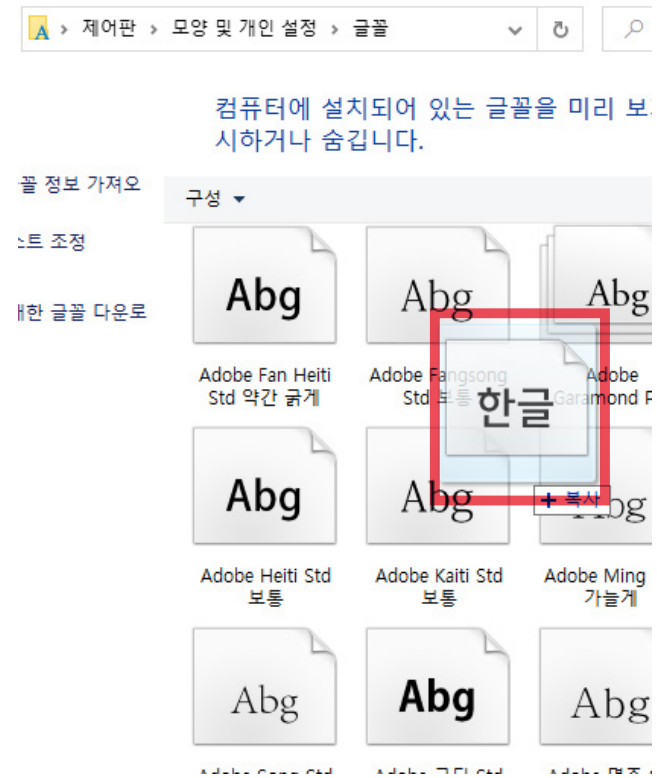 제어판 > 모양 및 개인 설정 > 글꼴
컴퓨터에 설치되어 있는 글꼴을 미리
시하거나 숨깁니다.
꼴 정보 가져오
구성
스트 조정
글꼴 다운로
Abg
Abg
Abg
Adobe Fan Heiti
Std 약간 굵게
Adobe Fangsong
Std 보통
Adobe
Garamond P
한글
+ 복사
Abg
Abg
Abg
Adobe Heiti Std
보통
Adobe Kaiti Std
보통
Adobe Ming
가늘게
Abg
Abg
Abg